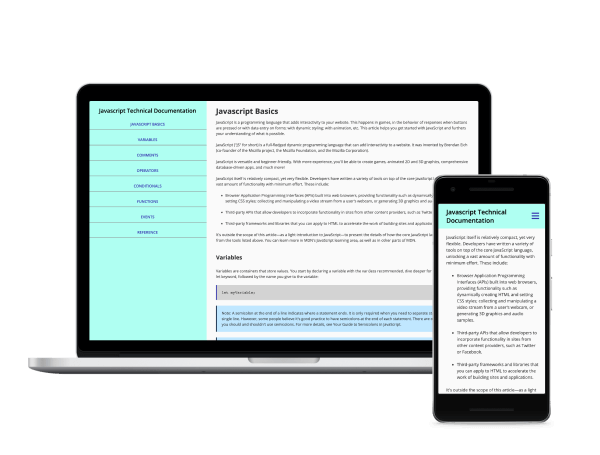 Javascript Technical Documentation
JAVASCRIPT BASICS
VARIABLES
COMMENTS
OPERATORS
CONDITIONALS
FUNCTIONS
EVENTS
REFERENCE
Javascript Basics
JavaScript is a programming language that adds interactivity to your website. This happens in games, in the behavior of responses when buttons
are pressed or with data entry on forms; with dynamic styling; with animation, etc. This article helps you get started with JavaScript and furthers
your understanding of what is possible.
JavaScript ("JS" for short) is a full-fledged dynamic programming language that can add interactivity to a website. It was invented by Brendan Eich
(co-founder of the Mozilla project, the Mozilla Foundation, and the Mozilla Corporation).
JavaScript is versatile and beginner-friendly. With more experience, you'll be able to create games, animated 2D and 3D graphics, comprehensive
database-driven apps, and much more!
JavaScript itself is relatively compact, yet very flexible. Developers have written a variety of tools on top of the core JavaScript
vast amount of functionality with minimum effort. These include:
Browser Application Programming Interfaces (APIs) built into web browsers, providing functionality such as dynamically
setting CSS styles; collecting and manipulating a video stream from a user's webcam, or generating 3D graphics and
Third-party APIs that allow developers to incorporate functionality in sites from other content providers, such as Twitter
Third-party frameworks and libraries that you can apply to HTML to accelerate the work of building sites and
It's outside the scope of this article—as a light introduction to JavaScript—to present the details of how the core JavaScript
from the tools listed above. You can learn more in MDN's JavaScript learning area, as well as in other parts of MDN.
Variables
Variables are containers that store values. You start by declaring a variable with the var (less recommended, dive deeper for
let keyword, followed by the name you give to the variable:
let myVariable;
Note: A semicolon at the end of a line indicates where a statement ends. It is only required when you need to separate
single line. However, some people believe it's good practice to have semicolons at the end of each statement. There are
you should and shouldn't use semicolons. For more details, see Your Guide to Semicolons in JavaScript.
Javascript Technical
Documentation
JavaScript itself is relatively compact, yet very
flexible. Developers have written a variety of
tools on top of the core JavaScript language,
unlocking a vast amount of functionality with
minimum effort. These include:
Browser Application Programming
Interfaces (APIs) built into web browsers,
providing functionality such as
dynamically creating HTML and setting
CSS styles; collecting and manipulating a
video stream from a user's webcam, or
generating 3D graphics and audio
samples.
Third-party APIs that allow developers to
incorporate functionality in sites from
other content providers, such as Twitter
or Facebook.
Third-party frameworks and libraries that
you can apply to HTML to accelerate the
work of building sites and applications.
It's outside the scope of this article—as a light